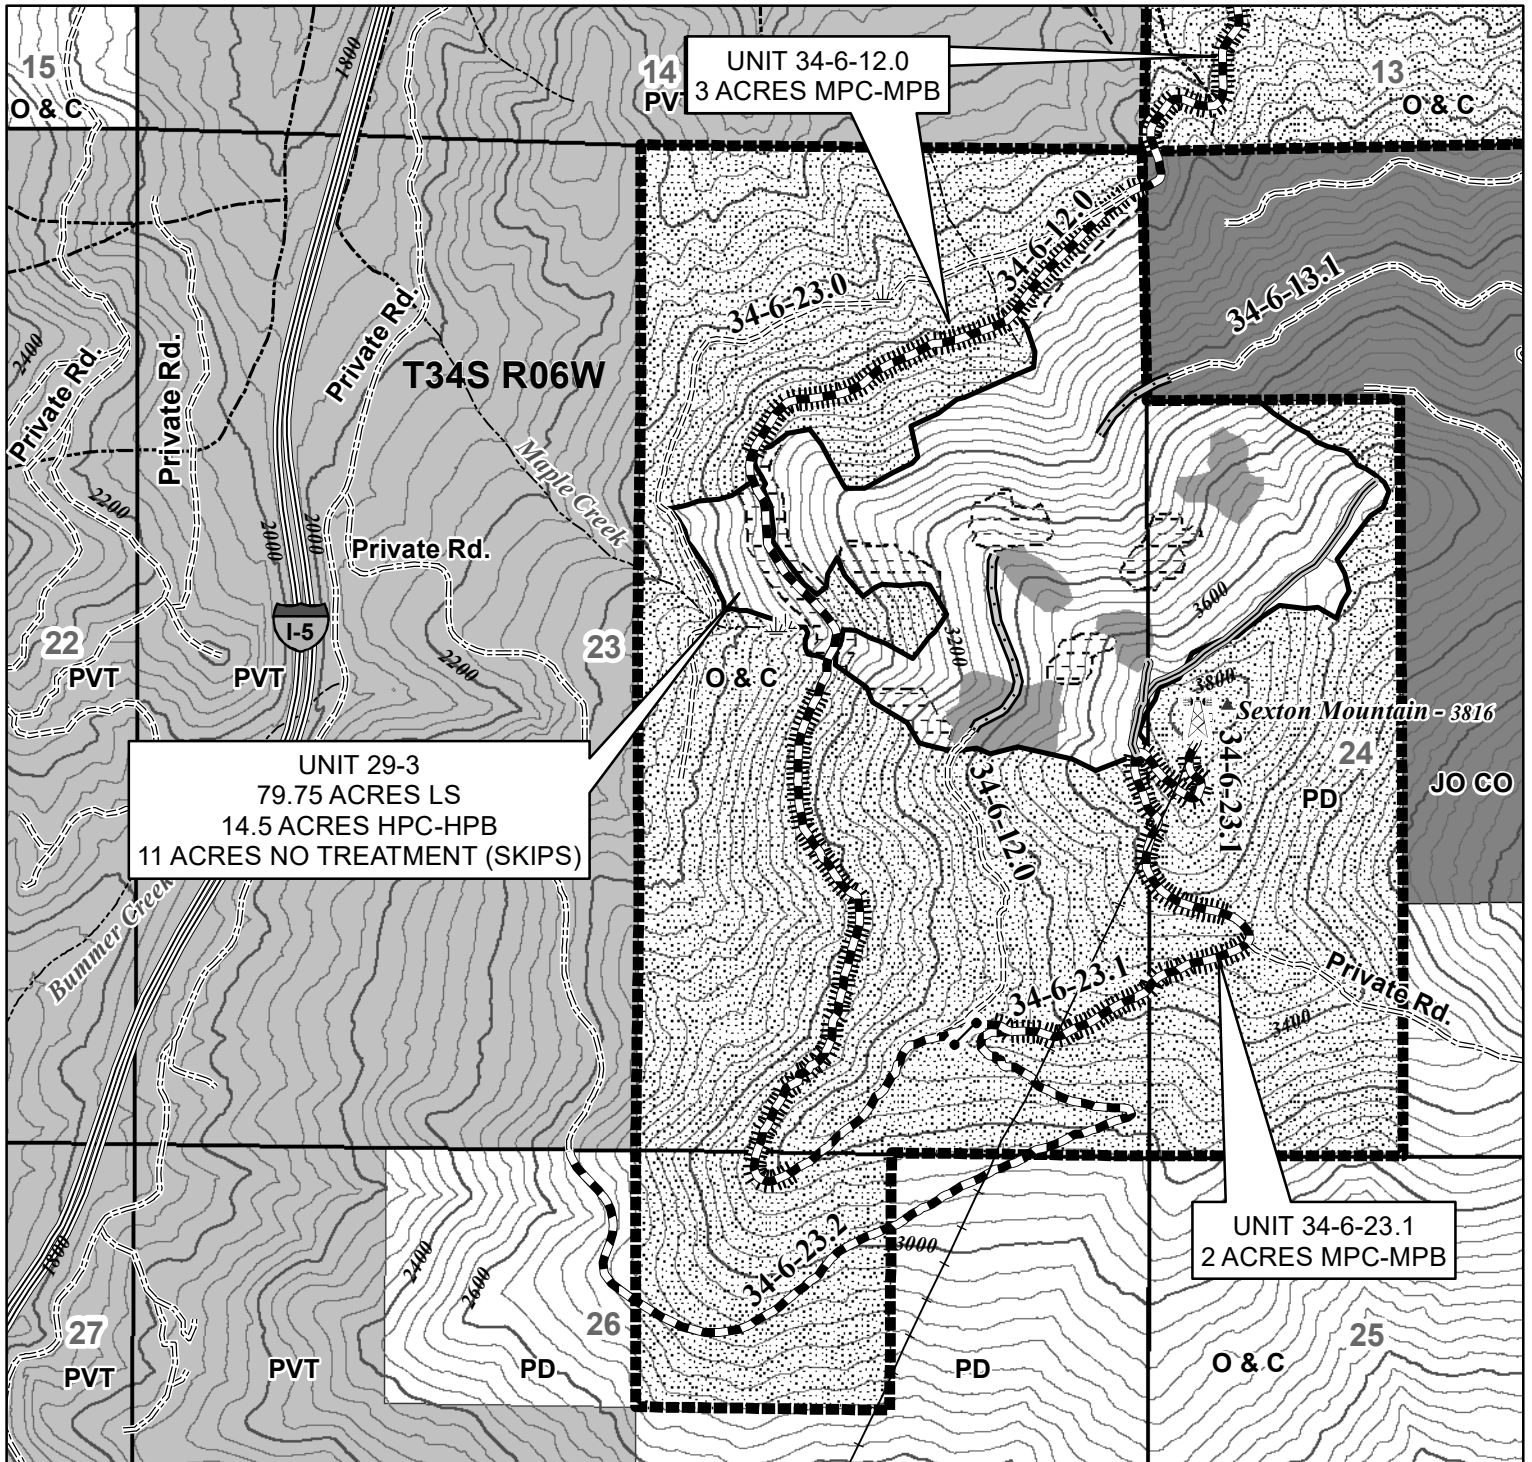 15
O & C
1800
14
PVT
UNIT 34-6-12.0
3 ACRES MPC-MPB
13
O & C
34-6-12.0
34-6-23.0
34-6-13.1
2400
Private Rd.
Private Rd.
Private Rd.
T34S R06W
Maple Creek
2200
2000
2000
Private Rd.
I-5
22
PVT
PVT
2200
23
O & C
3200
3600
3800
Sexton Mountain - 3816
24
PD
JO CO
34-6-23.1
34-6-12.0
UNIT 29-3
79.75 ACRES LS
14.5 ACRES HPC-HPB
11 ACRES NO TREATMENT (SKIPS)
Bummer Creek
34-6-23.1
Private Rd.
3400
UNIT 34-6-23.1
2 ACRES MPC-MPB
34-6-23.2
3000
2400
2600
1800
27
PVT
PVT
26
PD
PD
O & C
25